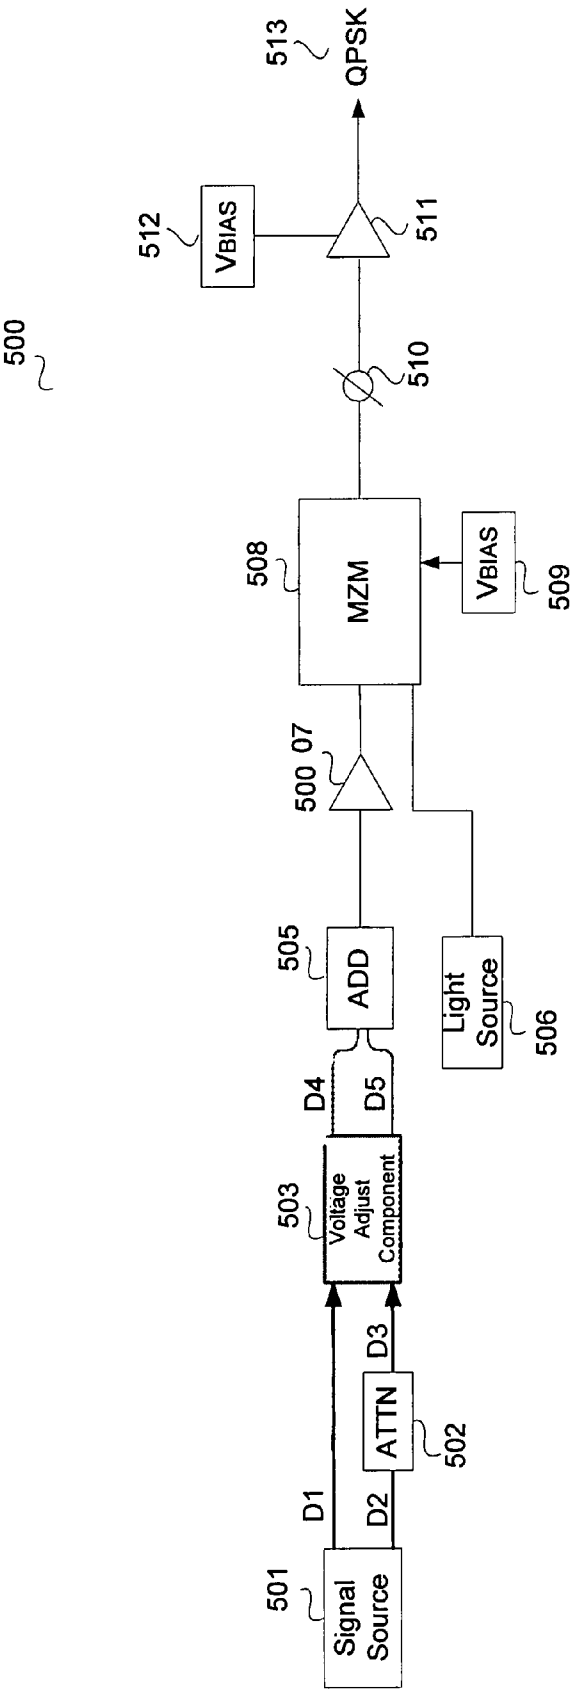 500
501
Signal
Source
D1
D2
ATTN
502
D3
503
Voltage
Adjust
Component
D4
D5
505
ADD
Light
Source
506
500 07
508
MZM
VBIAS
509
510
512
VBIAS
511
513
QPSK